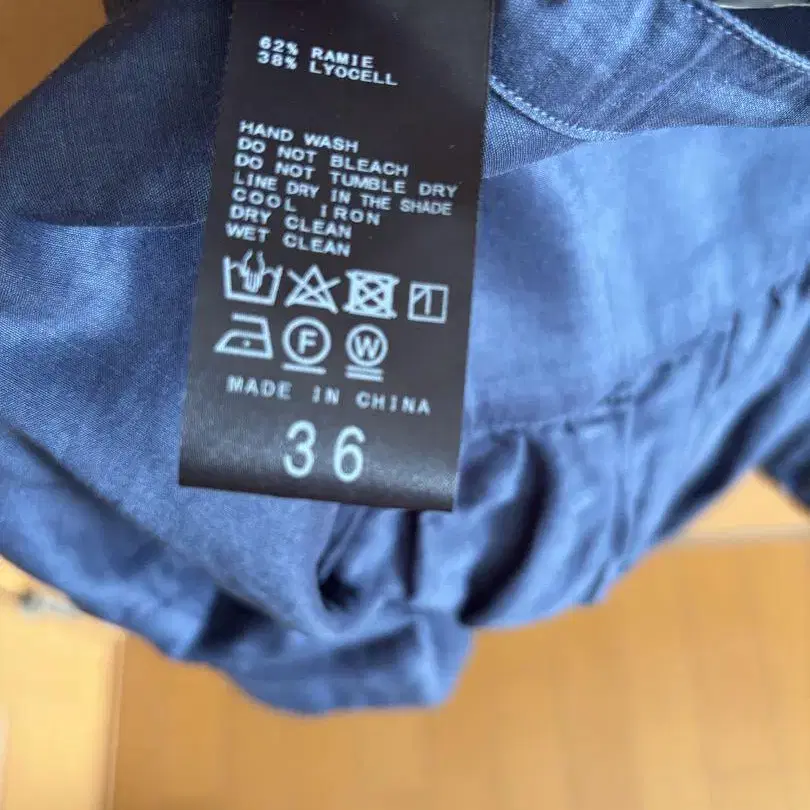 62% RAMIE
38% LYOCELL
HAND WASH
DO NOT BLEACH
DO NOT TUMBLE DRY
LINE DRY IN THE SHADE
COOL IRON
DRY CLEAN
WET CLEAN
F W
MADE IN CHINA
36